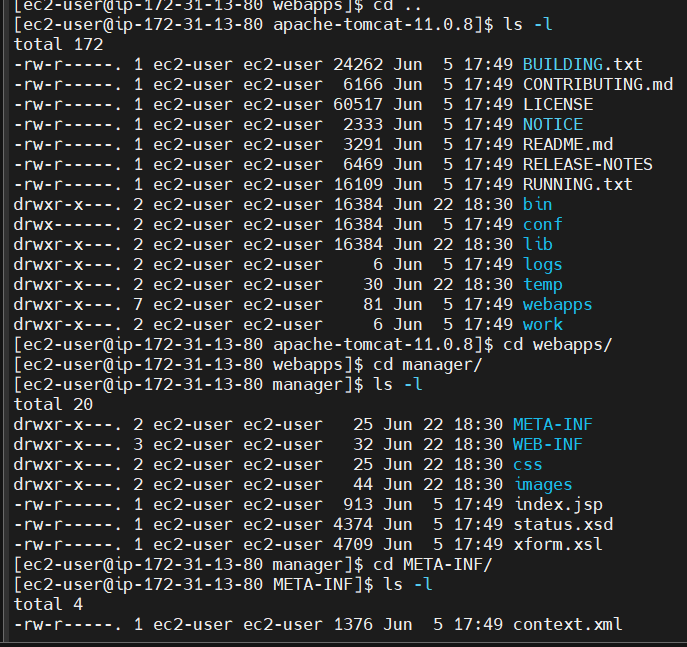 [ec2-user@ip-172-31-13-80 webapps]$ cd ..
[ec2-user@ip-172-31-13-80 apache-tomcat-11.0.8]$ ls -l
total 172
-rw-r-----. 1 ec2-user ec2-user 24262 Jun  5 17:49 BUILDING.txt
-rw-r-----. 1 ec2-user ec2-user  6166 Jun  5 17:49 CONTRIBUTING.md
-rw-r-----. 1 ec2-user ec2-user 60517 Jun  5 17:49 LICENSE
-rw-r-----. 1 ec2-user ec2-user  2333 Jun  5 17:49 NOTICE
-rw-r-----. 1 ec2-user ec2-user  3291 Jun  5 17:49 README.md
-rw-r-----. 1 ec2-user ec2-user  6469 Jun  5 17:49 RELEASE-NOTES
-rw-r-----. 1 ec2-user ec2-user 16109 Jun  5 17:49 RUNNING.txt
drwxr-x---. 2 ec2-user ec2-user 16384 Jun 22 18:30 bin
drwx------. 2 ec2-user ec2-user 16384 Jun  5 17:49 conf
drwxr-x---. 2 ec2-user ec2-user 16384 Jun 22 18:30 lib
drwxr-x---. 2 ec2-user ec2-user     6 Jun  5 17:49 logs
drwxr-x---. 2 ec2-user ec2-user    30 Jun 22 18:30 temp
drwxr-x---. 7 ec2-user ec2-user    81 Jun  5 17:49 webapps
drwxr-x---. 2 ec2-user ec2-user     6 Jun  5 17:49 work
[ec2-user@ip-172-31-13-80 apache-tomcat-11.0.8]$ cd webapps/
[ec2-user@ip-172-31-13-80 webapps]$ cd manager/
[ec2-user@ip-172-31-13-80 manager]$ ls -l
total 20
drwxr-x---. 2 ec2-user ec2-user   25 Jun 22 18:30 META-INF
drwxr-x---. 3 ec2-user ec2-user   32 Jun 22 18:30 WEB-INF
drwxr-x---. 2 ec2-user ec2-user   25 Jun 22 18:30 css
drwxr-x---. 2 ec2-user ec2-user   44 Jun 22 18:30 images
-rw-r-----. 1 ec2-user ec2-user  913 Jun  5 17:49 index.jsp
-rw-r-----. 1 ec2-user ec2-user 4374 Jun  5 17:49 status.xsd
-rw-r-----. 1 ec2-user ec2-user 4709 Jun  5 17:49 xform.xsl
[ec2-user@ip-172-31-13-80 manager]$ cd META-INF/
[ec2-user@ip-172-31-13-80 META-INF]$ ls -l
total 4
-rw-r-----. 1 ec2-user ec2-user 1376 Jun  5 17:49 context.xml